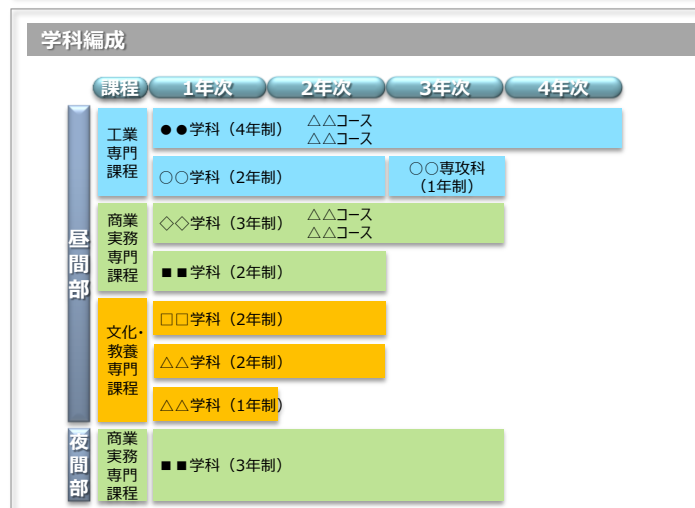 学科編成
課程 1年次 2年次 3年次 4年次
昼間部
工業
専門
課程
●●学科（4年制） △△コース
△△コース
○○学科（2年制）
○○専攻科
（1年制）
商業
実務
専門
課程
◇◇学科（3年制） △△コース
△△コース
■■学科（2年制）
文化・
教養
専門
課程
□□学科（2年制）
△△学科（2年制）
△△学科（1年制）
夜間部
商業
実務
専門
課程
■■学科（3年制）